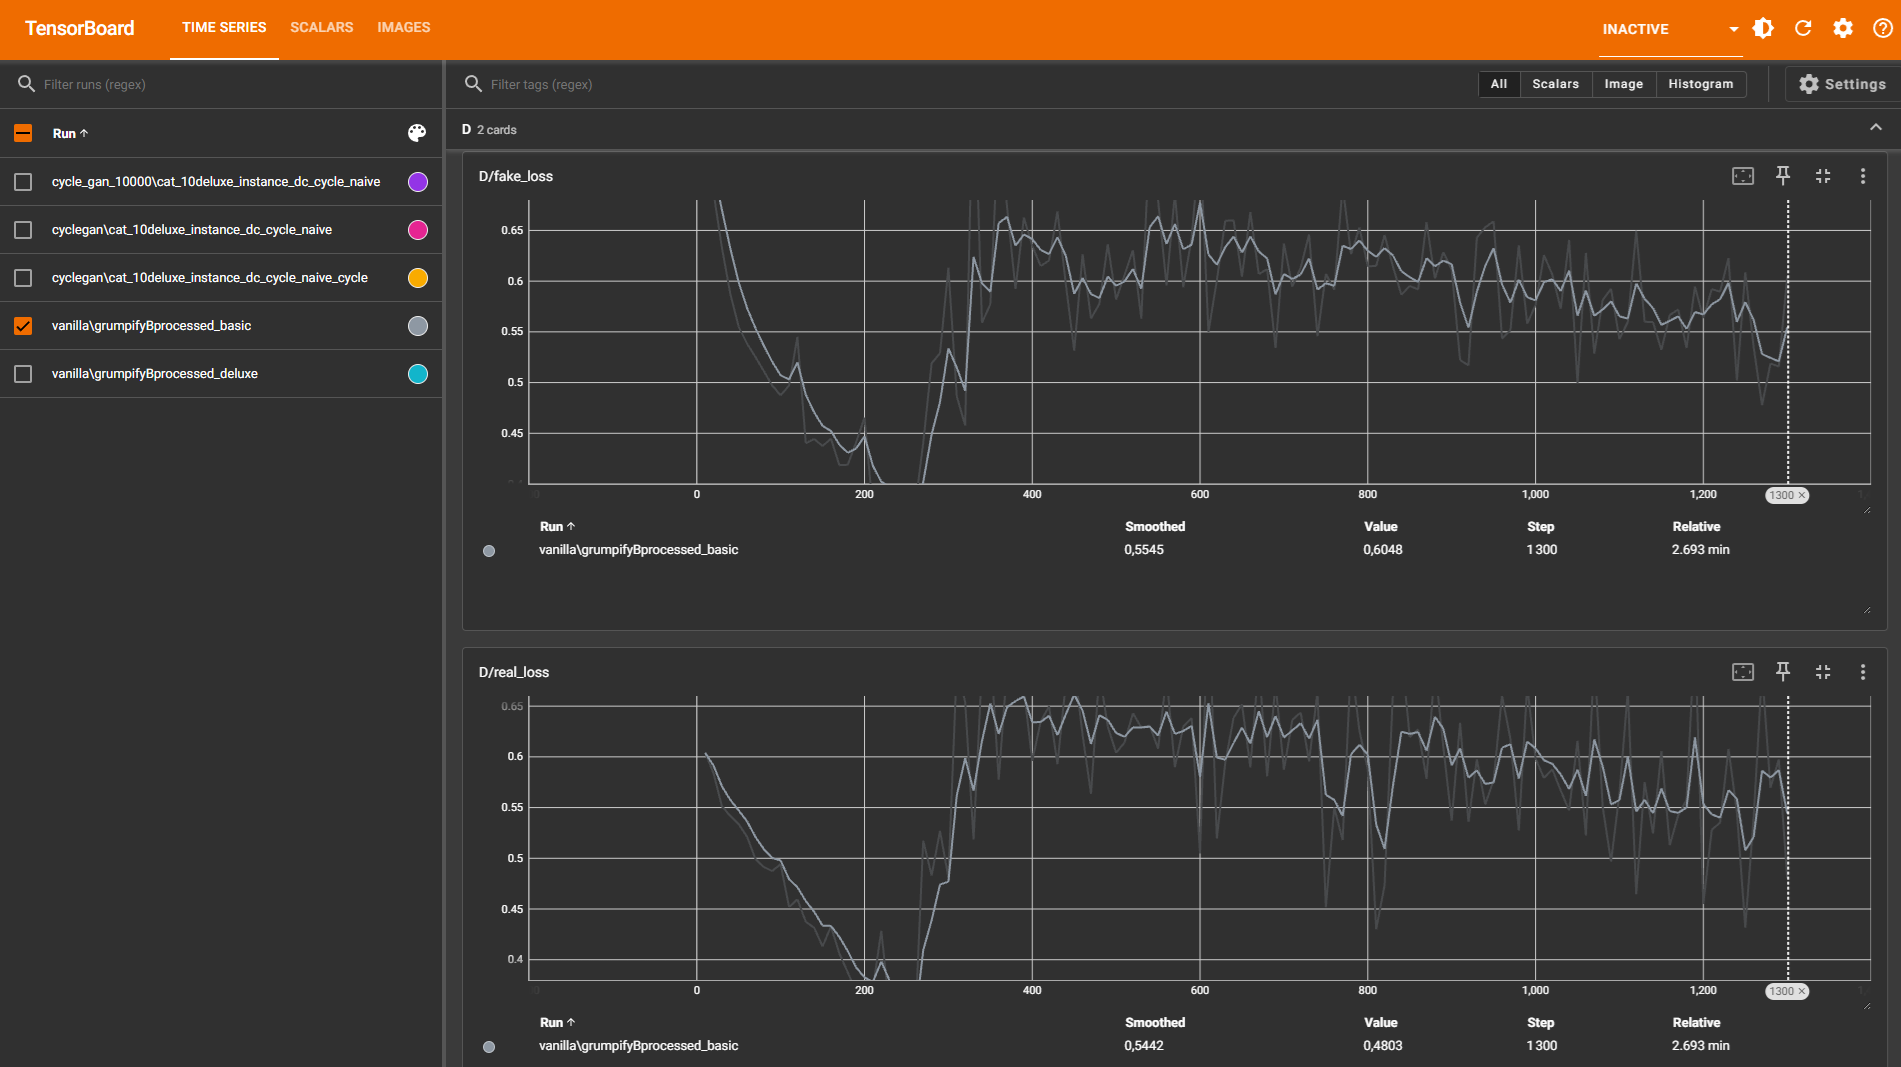 TensorBoard TIME SERIES SCALARS IMAGES INACTIVE
Filter runs (regex)
Run ↑
cycle_gan_10000\cat_10deluxe_instance_dc_cycle_naive
cyclegan\cat_10deluxe_instance_dc_cycle_naive
cyclegan\cat_10deluxe_instance_dc_cycle_naive_cycle
vanilla\grumpifyBprocessed_basic
vanilla\grumpifyBprocessed_deluxe
Filter tags (regex) All Scalars Image Histogram Settings
D 2 cards
D/fake_loss
0.65
0.6
0.55
0.5
0.45
0 200 400 600 800 1,000 1,200 1300 ×
Run ↑ Smoothed Value Step Relative
vanilla\grumpifyBprocessed_basic 0,5545 0,6048 1 300 2.693 min
D/real_loss
0.65
0.6
0.55
0.5
0.45
0.4
0 200 400 600 800 1,000 1,200 1300 ×
Run ↑ Smoothed Value Step Relative
vanilla\grumpifyBprocessed_basic 0,5442 0,4803 1 300 2.693 min